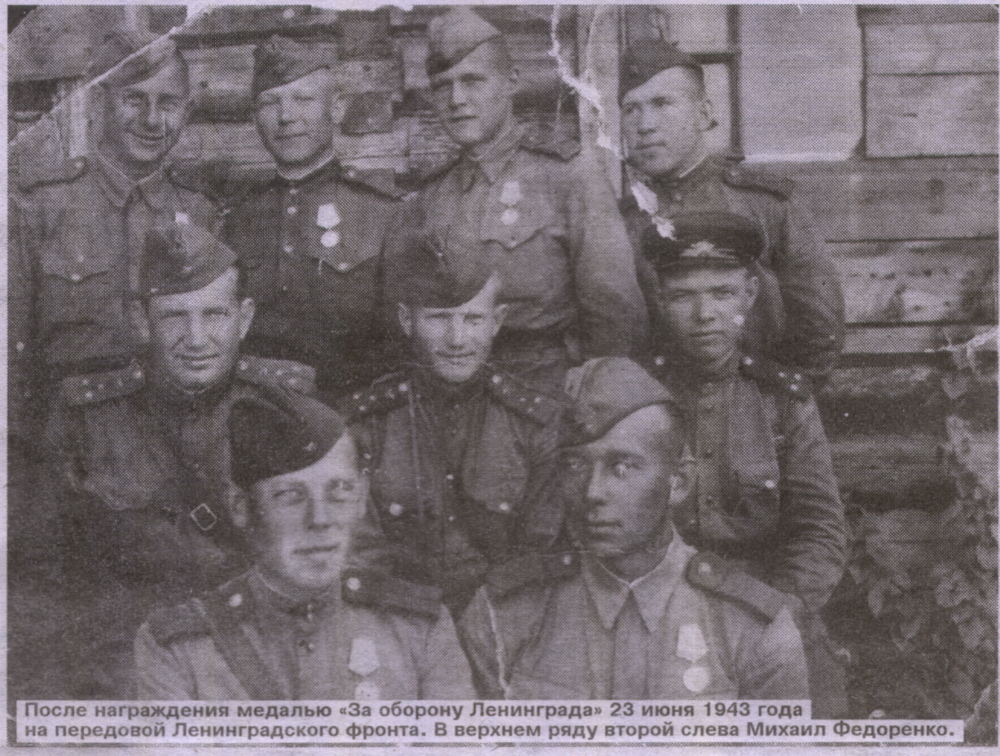 После награждения медалью «За оборону Ленинграда» 23 июня 1943 года
на передовой Ленинградского фронта. В верхнем ряду второй слева Михаил Федоренко.